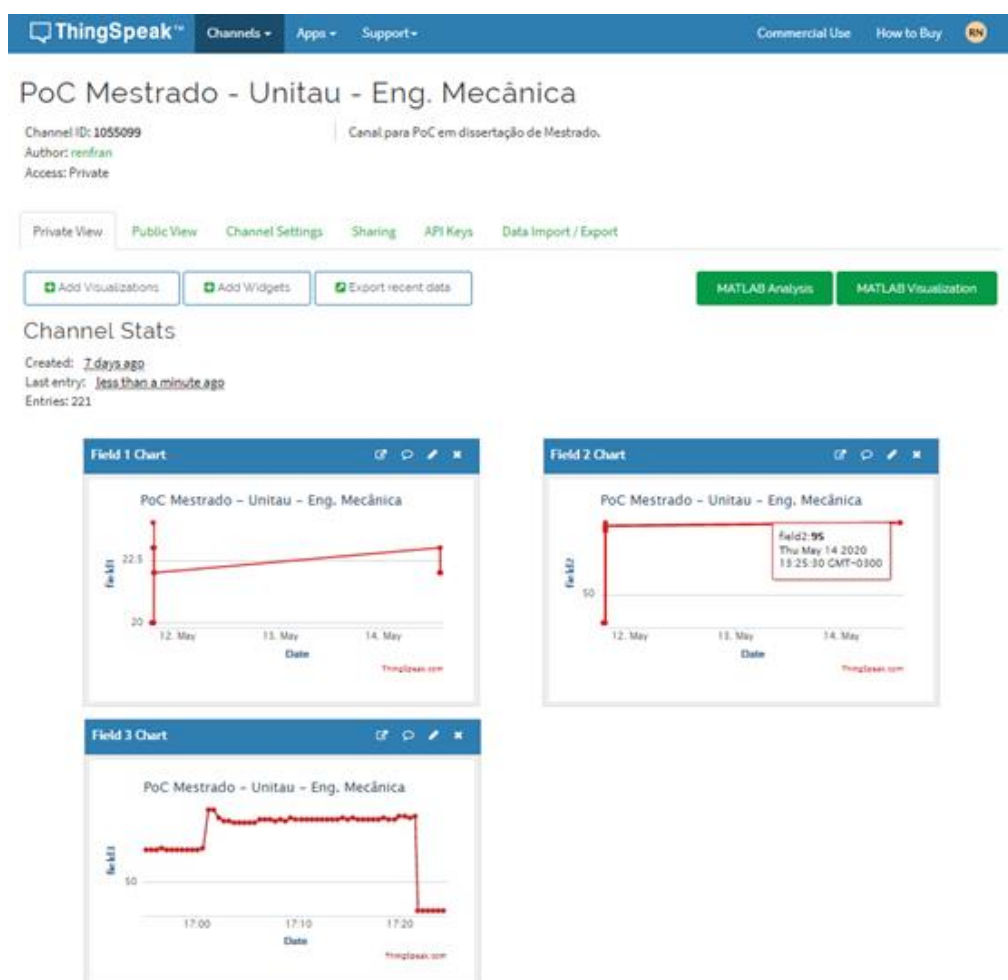 ThingSpeak™ Channels Apps Support Commercial Use How to Buy RN
PoC Mestrado - Unitau - Eng. Mecânica
Channel ID: 1055099
Canal para PoC em dissertação de Mestrado.
Author: renfran
Access: Private
Private View Public View Channel Settings Sharing API Keys Data Import / Export
Add Visualizations Add Widgets Export recent data MATLAB Analysis MATLAB Visualization
Channel Stats
Created: 7 days ago
Last entry: less than a minute ago
Entries: 221
Field 1 Chart
PoC Mestrado - Unitau - Eng. Mecânica
field1
22.5
20
12. May 13. May 14. May
Date
ThingSpeak.com
Field 2 Chart
PoC Mestrado - Unitau - Eng. Mecânica
field2:95
Thu May 14 2020
13:25:30 GMT-0300
field2
50
12. May 13. May 14. May
Date
ThingSpeak.com
Field 3 Chart
PoC Mestrado - Unitau - Eng. Mecânica
field3
50
17:00 17:10 17:20
Date
ThingSpeak.com